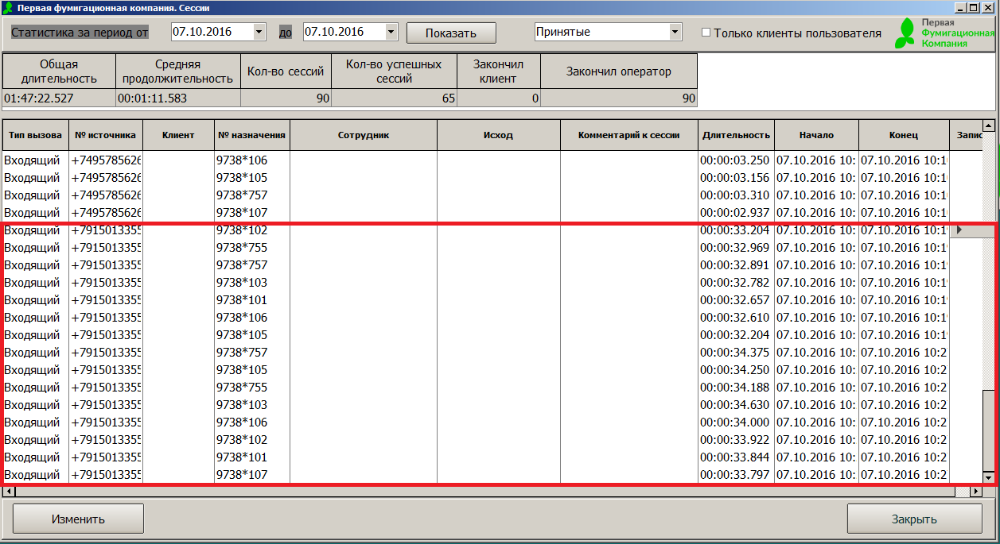 Первая фумигационная компания. Сессии
Статистика за период от 07.10.2016 до 07.10.2016 Показать Принятые Только клиенты пользователя
Первая
Фумигационная
Компания
Общая длительность Средняя продолжительность Кол-во сессий Кол-во успешных сессий Закончил клиент Закончил оператор
01:47:22.527 00:01:11.583 90 65 0 90
Тип вызова № источника Клиент № назначения Сотрудник Исход Комментарий к сессии Длительность Начало Конец Запис
Входящий +7495785626 9738*106 00:00:03.250 07.10.2016 10: 07.10.2016 10:1
Входящий +7495785626 9738*105 00:00:03.156 07.10.2016 10: 07.10.2016 10:1
Входящий +7495785626 9738*757 00:00:03.310 07.10.2016 10: 07.10.2016 10:1
Входящий +7495785626 9738*107 00:00:02.937 07.10.2016 10: 07.10.2016 10:1
Входящий +7915013355 9738*102 00:00:33.204 07.10.2016 10: 07.10.2016 10:1
Входящий +7915013355 9738*755 00:00:32.969 07.10.2016 10: 07.10.2016 10:1
Входящий +7915013355 9738*757 00:00:32.891 07.10.2016 10: 07.10.2016 10:1
Входящий +7915013355 9738*103 00:00:32.782 07.10.2016 10: 07.10.2016 10:1
Входящий +7915013355 9738*101 00:00:32.657 07.10.2016 10: 07.10.2016 10:1
Входящий +7915013355 9738*106 00:00:32.610 07.10.2016 10: 07.10.2016 10:1
Входящий +7915013355 9738*105 00:00:32.204 07.10.2016 10: 07.10.2016 10:1
Входящий +7915013355 9738*757 00:00:34.375 07.10.2016 10: 07.10.2016 10:2
Входящий +7915013355 9738*105 00:00:34.250 07.10.2016 10: 07.10.2016 10:2
Входящий +7915013355 9738*755 00:00:34.188 07.10.2016 10: 07.10.2016 10:2
Входящий +7915013355 9738*103 00:00:34.630 07.10.2016 10: 07.10.2016 10:2
Входящий +7915013355 9738*106 00:00:34.000 07.10.2016 10: 07.10.2016 10:2
Входящий +7915013355 9738*102 00:00:33.922 07.10.2016 10: 07.10.2016 10:2
Входящий +7915013355 9738*101 00:00:33.844 07.10.2016 10: 07.10.2016 10:2
Входящий +7915013355 9738*107 00:00:33.797 07.10.2016 10: 07.10.2016 10:2
Изменить Закрыть